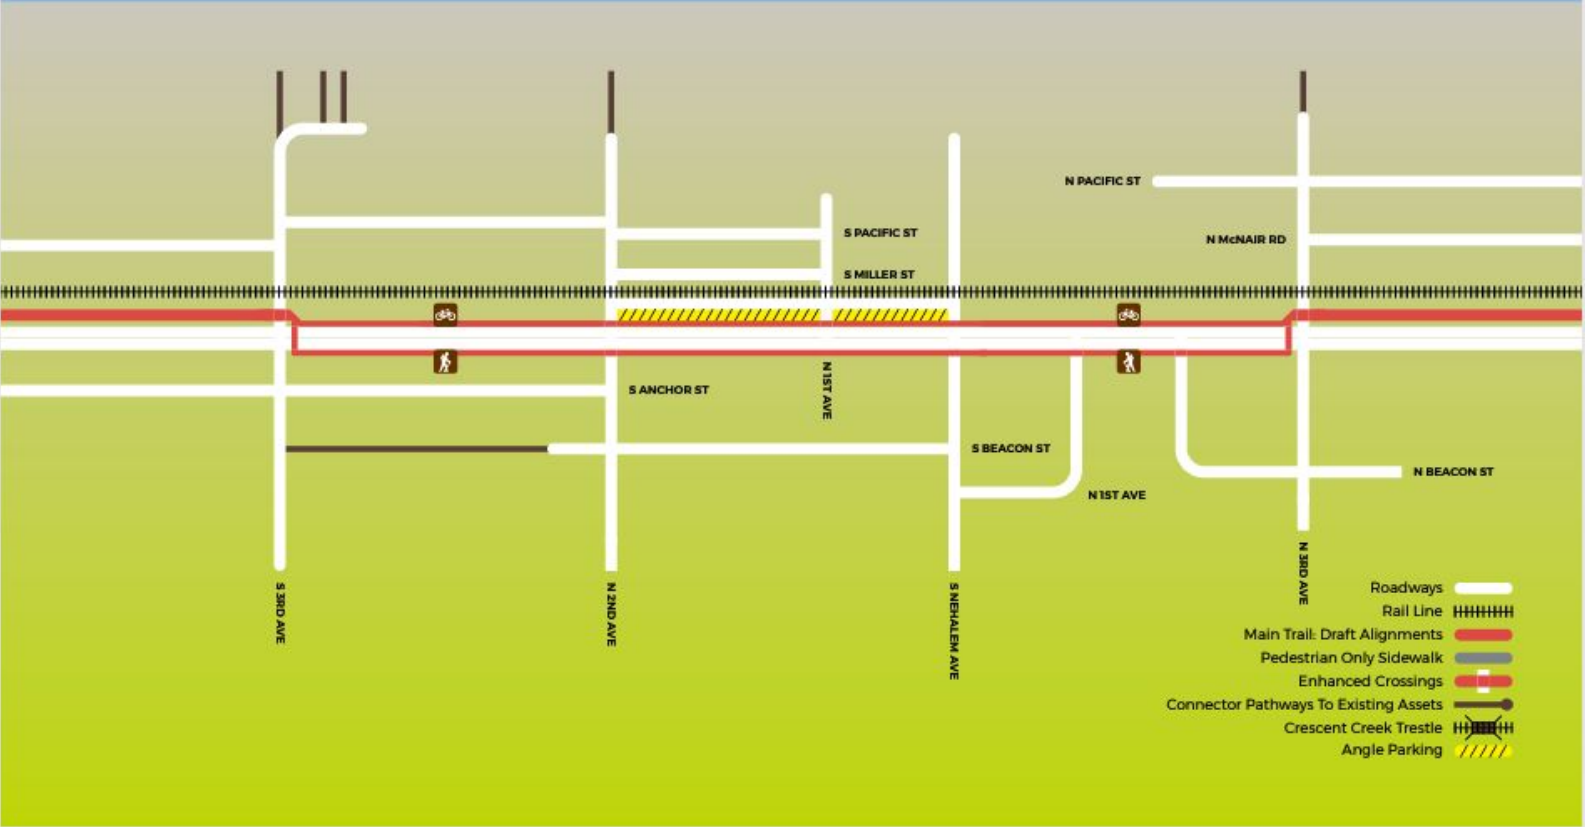 N PACIFIC ST
S PACIFIC ST
N McNAIR RD
S MILLER ST
N 1ST AVE
S ANCHOR ST
S BEACON ST
N BEACON ST
N 1ST AVE
S 3RD AVE
N 2ND AVE
S NEHALEM AVE
N 3RD AVE
Roadways
Rail Line
Main Trail: Draft Alignments
Pedestrian Only Sidewalk
Enhanced Crossings
Connector Pathways To Existing Assets
Crescent Creek Trestle
Angle Parking